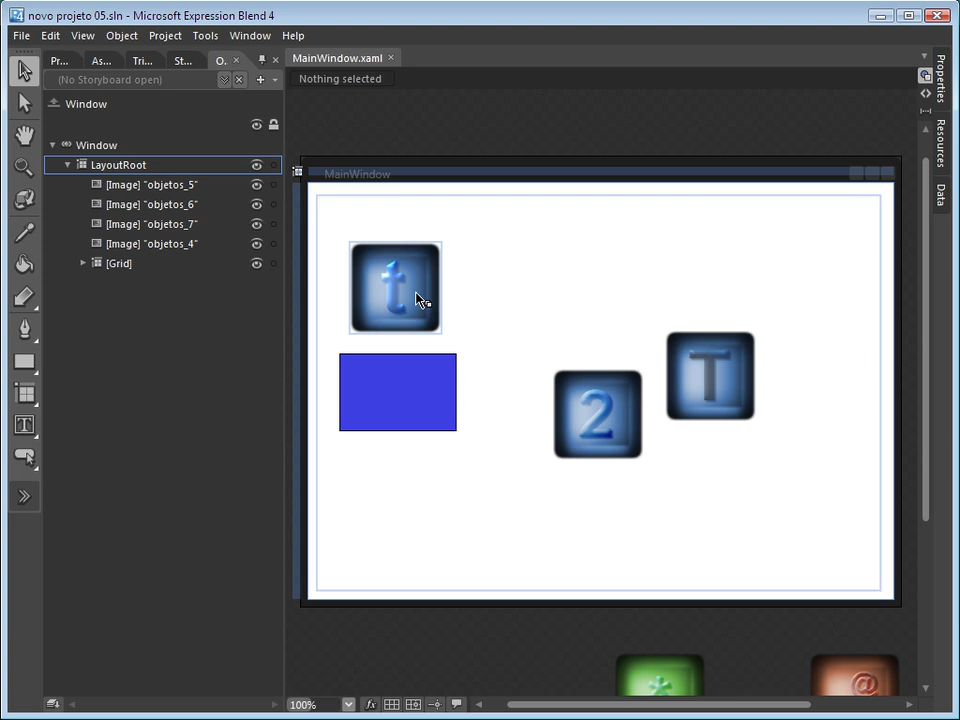 novo projeto 05.sln - Microsoft Expression Blend 4
File Edit View Object Project Tools Window Help
Pr... As... Tri... St... O. MainWindow.xaml
(No Storyboard open) Nothing selected
Window
Window
LayoutRoot
[Image] "objetos_5"
[Image] "objetos_6"
[Image] "objetos_7"
[Image] "objetos_4"
[Grid]
MainWindow
t
T
2
*
@
100%
fx
Properties
Resources
Data